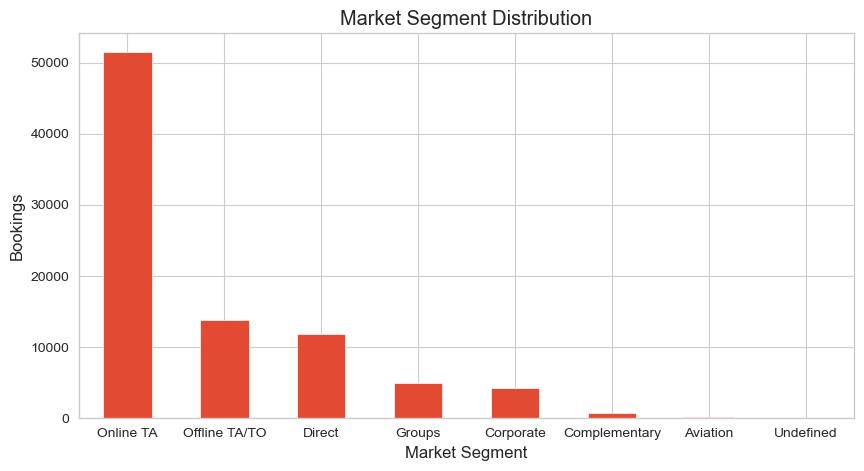 Market Segment Distribution
50000
40000
30000
20000
10000
0
Bookings
Online TA
Offline TA/TO
Direct
Groups
Corporate
Complementary
Aviation
Undefined
Market Segment